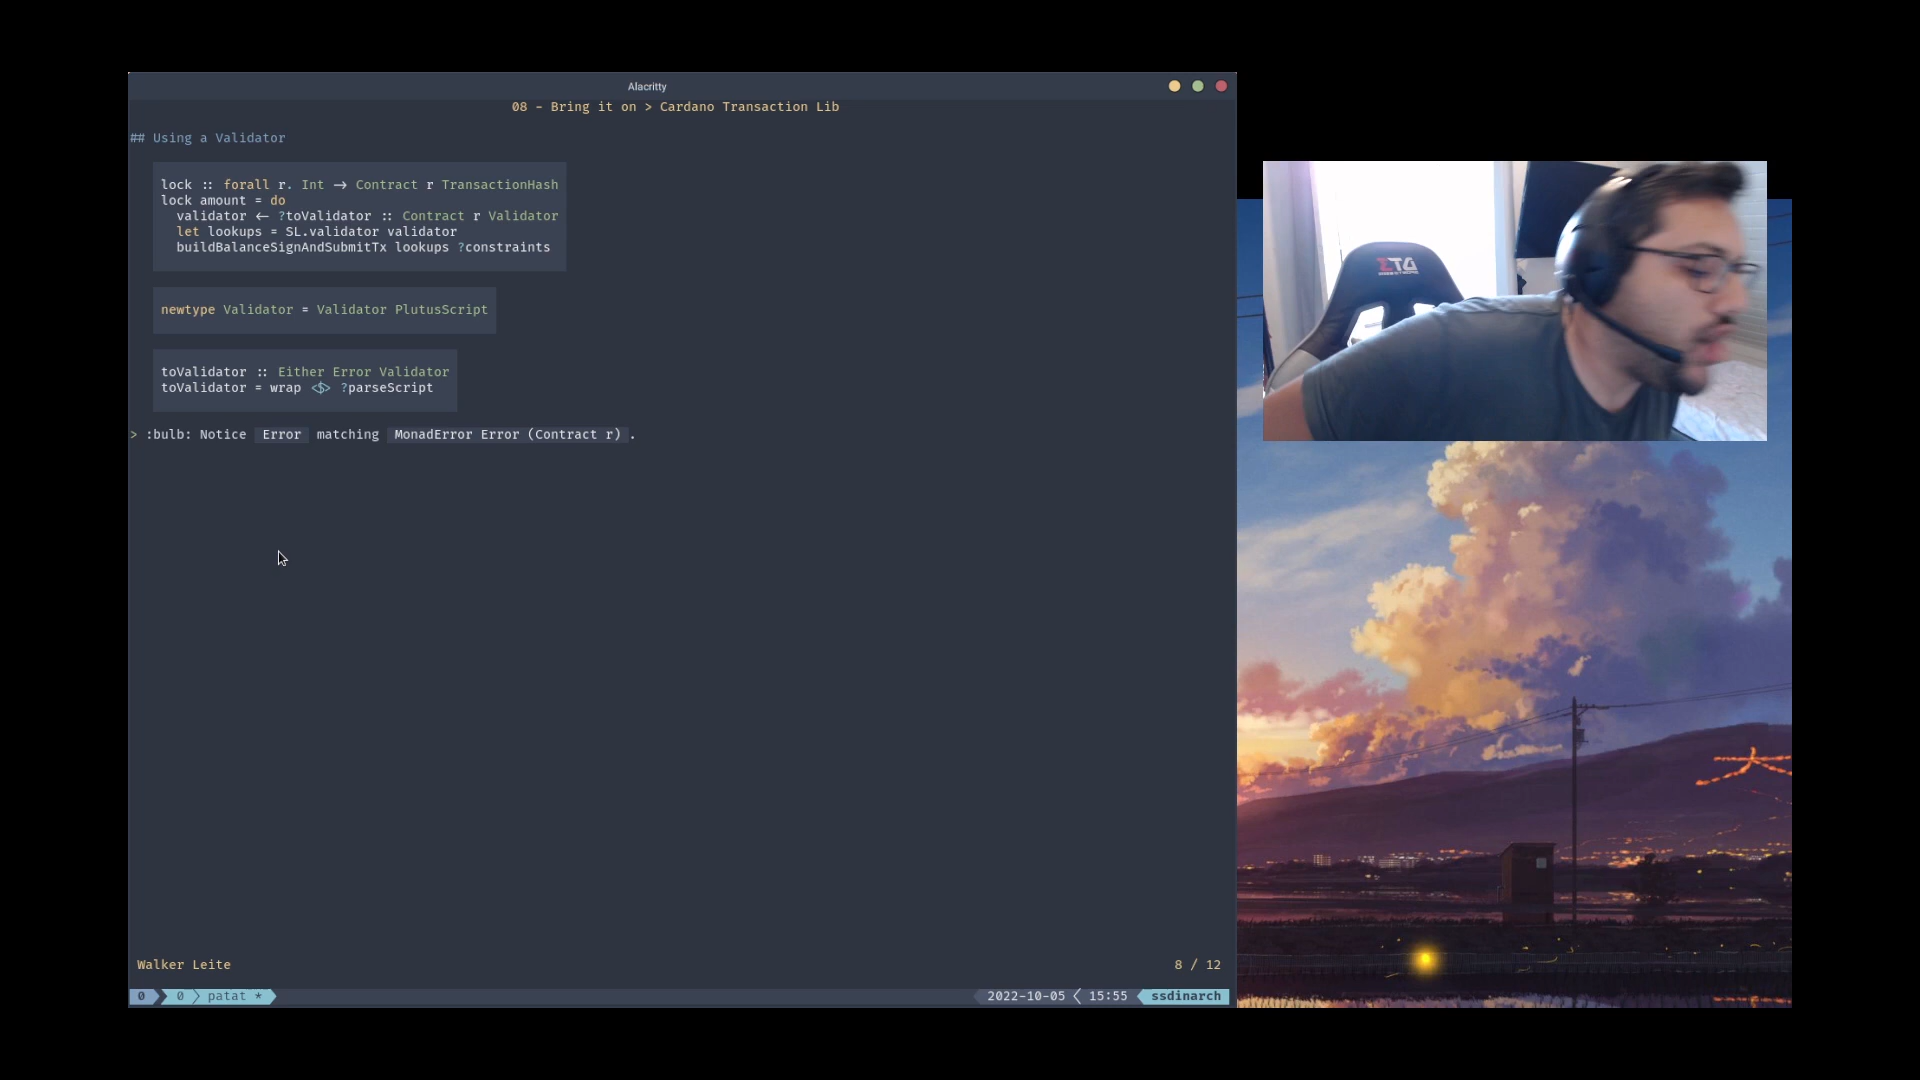 Alacritty
08 - Bring it on > Cardano Transaction Lib
## Using a Validator
lock :: forall r. Int → Contract r TransactionHash
lock amount = do
validator ← ?toValidator :: Contract r Validator
let lookups = SL.validator validator
buildBalanceSignAndSubmitTx lookups ?constraints
newtype Validator = Validator PlutusScript
toValidator :: Either Error Validator
toValidator = wrap <$> ?parseScript
> :bulb: Notice Error matching MonadError Error (Contract r) .
ΣTΔ
Walker Leite
8 / 12
0 0 patat *
2022-10-05 15:55 ssdinarch